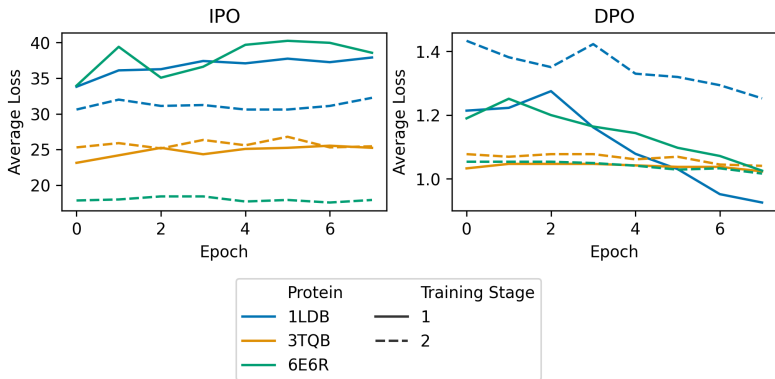 IPO
DPO
Average Loss
40
35
30
25
20
0
2
4
6
Epoch
Average Loss
1.4
1.2
1.0
0
2
4
6
Epoch
Protein
Training Stage
1LDB
1
3TQB
2
6E6R